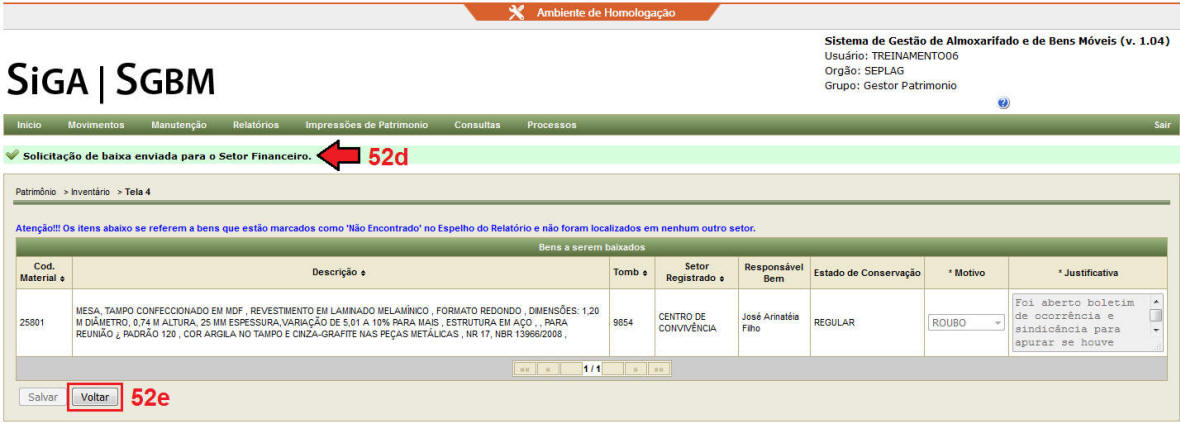 Ambiente de Homologação
Sistema de Gestão de Almoxarifado e de Bens Móveis (v. 1.04)
Usuário: TREINAMENTO06
Orgão: SEPLAG
Grupo: Gestor Patrimonio
SiGA | SGBM
Inicio Movimentos Manutenção Relatórios Impressões de Patrimonio Consultas Processos Sair
Solicitação de baixa enviada para o Setor Financeiro. 52d
Patrimônio > Inventário > Tela 4
Atenção!!! Os itens abaixo se referem a bens que estão marcados como 'Não Encontrado' no Espelho do Relatório e não foram localizados em nenhum outro setor.
Bens a serem baixados
Cod. Material Descrição Tomb Setor Registrado Responsável Bem Estado de Conservação * Motivo * Justificativa
25801
MESA, TAMPO CONFECCIONADO EM MDF , REVESTIMENTO EM LAMINADO MELAMÍNICO , FORMATO REDONDO , DIMENSÕES: 1,20
M DIÂMETRO, 0,74 M ALTURA, 25 MM ESPESSURA,VARIAÇÃO DE 5,01 A 10% PARA MAIS , ESTRUTURA EM AÇO , , PARA
REUNIÃO ¿ PADRÃO 120 , COR ARGILA NO TAMPO E CINZA-GRAFITE NAS PEÇAS METÁLICAS , NR 17, NBR 13966/2008 ,
9854
CENTRO DE
CONVIVÊNCIA
José Arinatéia
Filho
REGULAR
ROUBO
Foi aberto boletim
de ocorrência e
sindicância para
apurar se houve
1 / 1
Salvar Voltar 52e